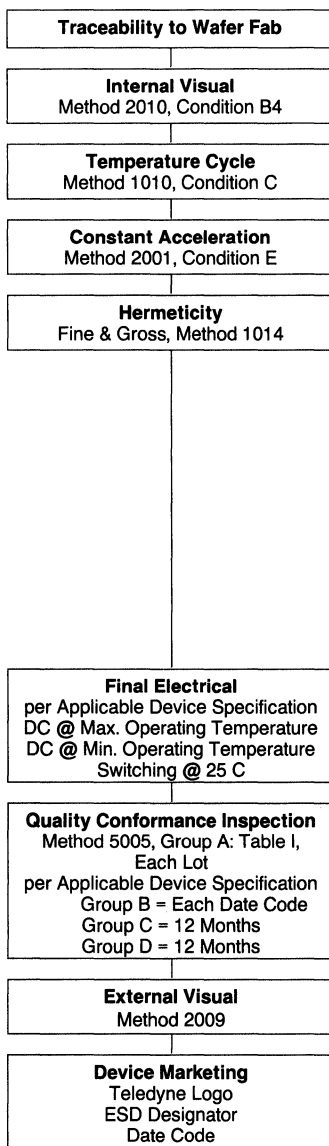 Traceability to Wafer Fab
Internal Visual
Method 2010, Condition B4
Temperature Cycle
Method 1010, Condition C
Constant Acceleration
Method 2001, Condition E
Hermeticity
Fine & Gross, Method 1014
Final Electrical
per Applicable Device Specification
DC @ Max. Operating Temperature
DC @ Min. Operating Temperature
Switching @ 25 C
Quality Conformance Inspection
Method 5005, Group A: Table I,
Each Lot
per Applicable Device Specification
Group B = Each Date Code
Group C = 12 Months
Group D = 12 Months
External Visual
Method 2009
Device Marketing
Teledyne Logo
ESD Designator
Date Code